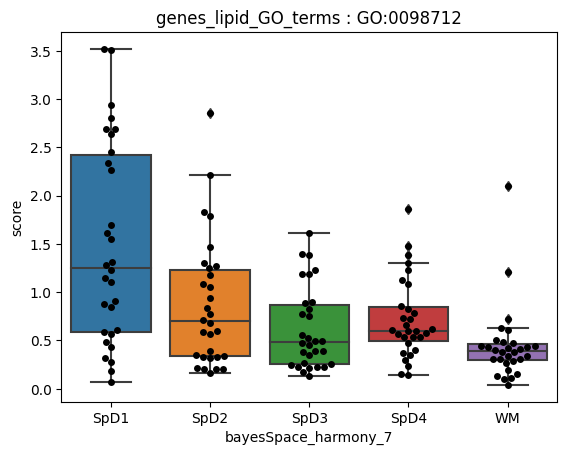 genes_lipid_GO_terms : GO:0098712
3.5
3.0
2.5
2.0
1.5
1.0
0.5
0.0
score
SpD1 SpD2 SpD3 SpD4 WM
bayesSpace_harmony_7